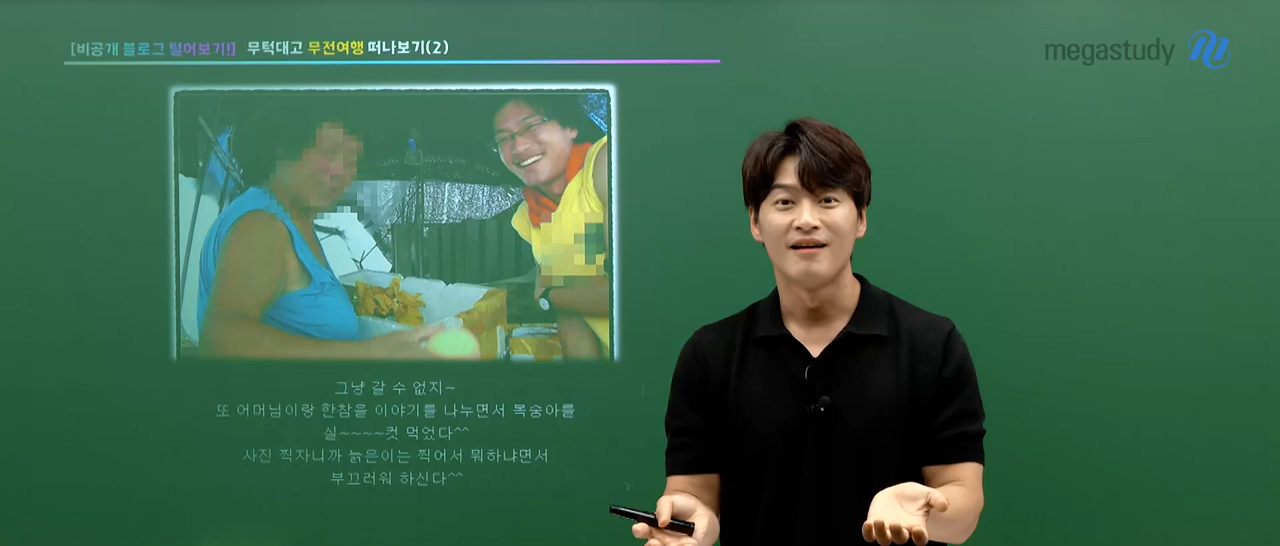 [비공개 블로그 털어보기!] 무턱대고 무전여행 떠나보기(2)
megastudy
그냥 갈 수 없지~
또 어머님이랑 한참을 이야기를 나누면서 복숭아를
실~~~~컷 먹었다^^
사진 찍자니까 늙은이는 찍어서 뭐하냐면서
부끄러워 하신다^^